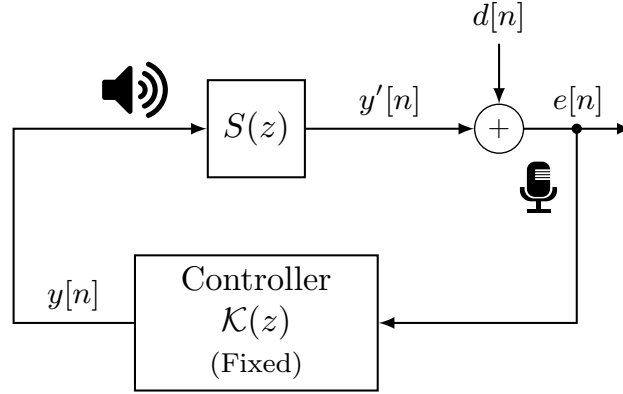 d[n]
S(z)
y′[n]
+
e[n]
y[n]
Controller
𝒦(z)
(Fixed)